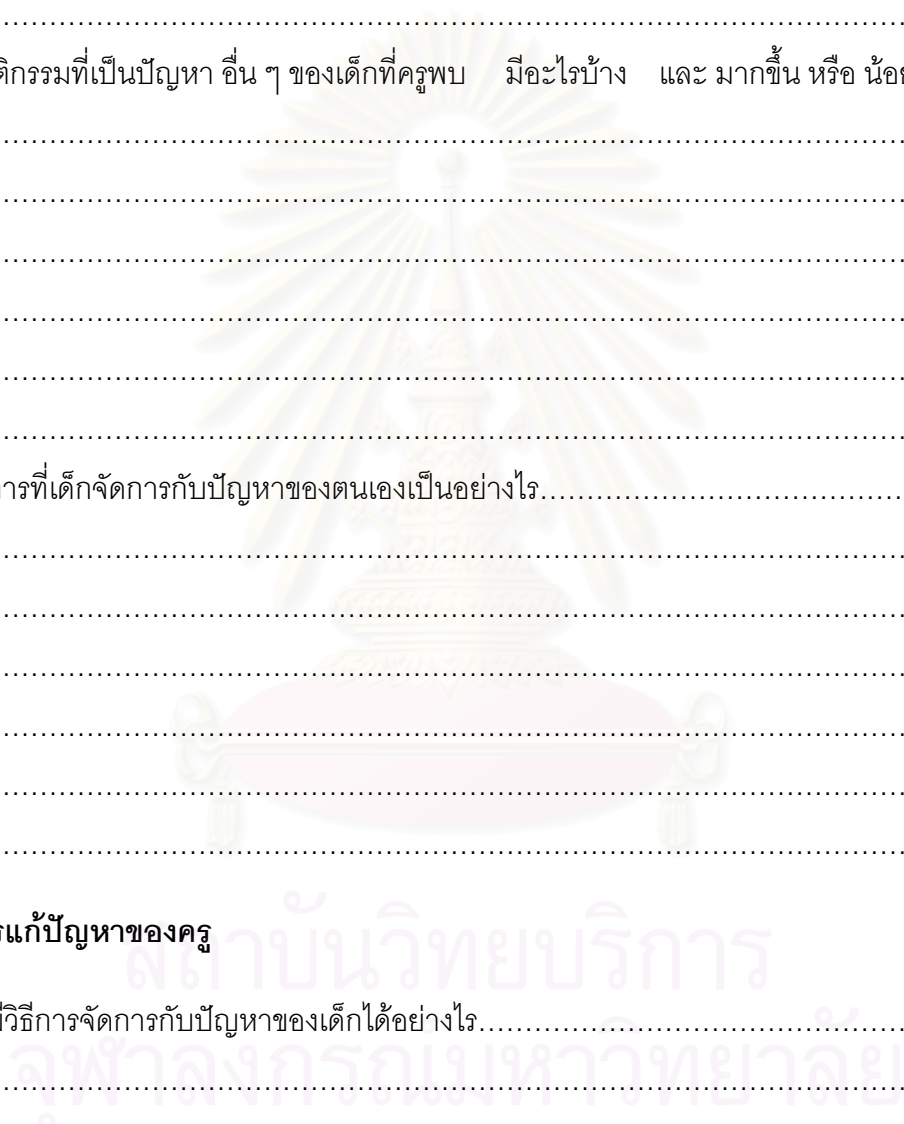 ……………………………………………………………………………………
ติกรรมที่เป็นปัญหา อื่น ๆ ของเด็กที่ครูพบ มีอะไรบ้าง และ มากขึ้น หรือ น้อย
……………………………………………………………………………………
……………………………………………………………………………………
……………………………………………………………………………………
……………………………………………………………………………………
……………………………………………………………………………………
……………………………………………………………………………………
การที่เด็กจัดการกับปัญหาของตนเองเป็นอย่างไร……………………………………
……………………………………………………………………………………
……………………………………………………………………………………
……………………………………………………………………………………
……………………………………………………………………………………
……………………………………………………………………………………
……………………………………………………………………………………
รแก้ปัญหาของครู
สถาบันวิทยบริการ
วิธีการจัดการกับปัญหาของเด็กได้อย่างไร……………………………………………
จุฬาลงกรณ์มหาวิทยาลัย
……………………………………………………………………………………